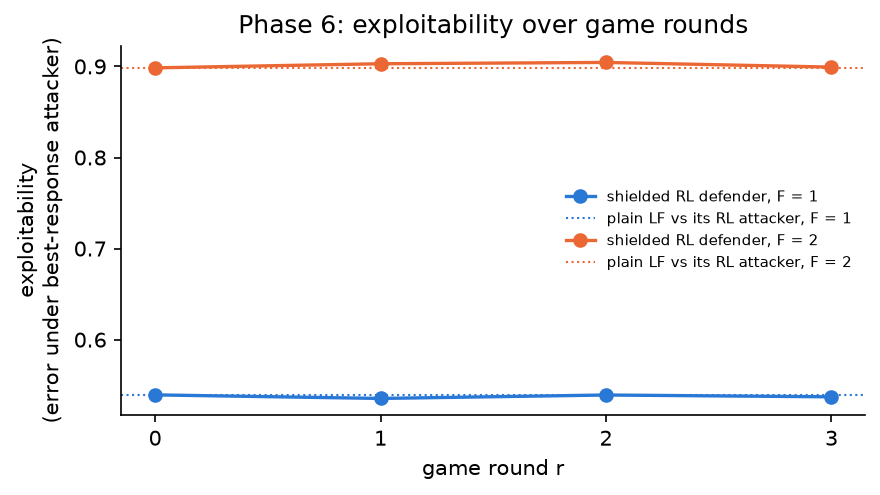 Phase 6: exploitability over game rounds
exploitability
(error under best-response attacker)
0.9
0.8
0.7
0.6
shielded RL defender, F = 1
plain LF vs its RL attacker, F = 1
shielded RL defender, F = 2
plain LF vs its RL attacker, F = 2
0
1
2
3
game round r